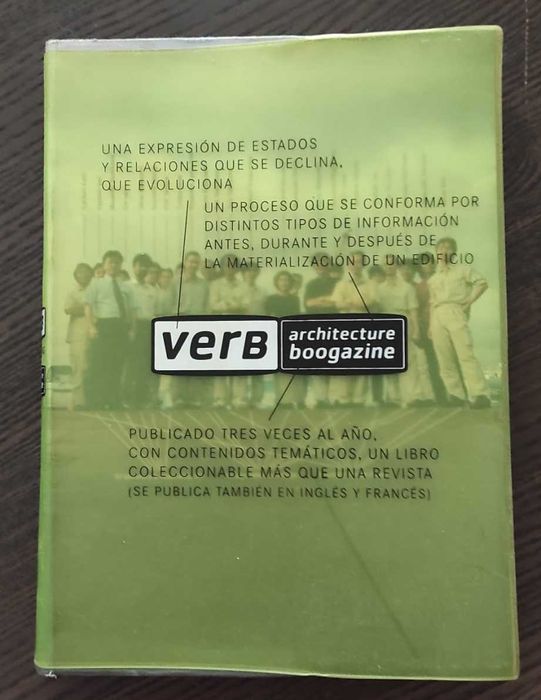 UNA EXPRESIÓN DE ESTADOS
Y RELACIONES QUE SE DECLINA,
QUE EVOLUCIONA
UN PROCESO QUE SE CONFORMA POR
DISTINTOS TIPOS DE INFORMACIÓN
ANTES, DURANTE Y DESPUÉS DE
LA MATERIALIZACIÓN DE UN EDIFICIO
verB
architecture
boogazine
PUBLICADO TRES VECES AL AÑO,
CON CONTENIDOS TEMÁTICOS, UN LIBRO
COLECCIONABLE MÁS QUE UNA REVISTA
(SE PUBLICA TAMBIÉN EN INGLÉS Y FRANCÉS)